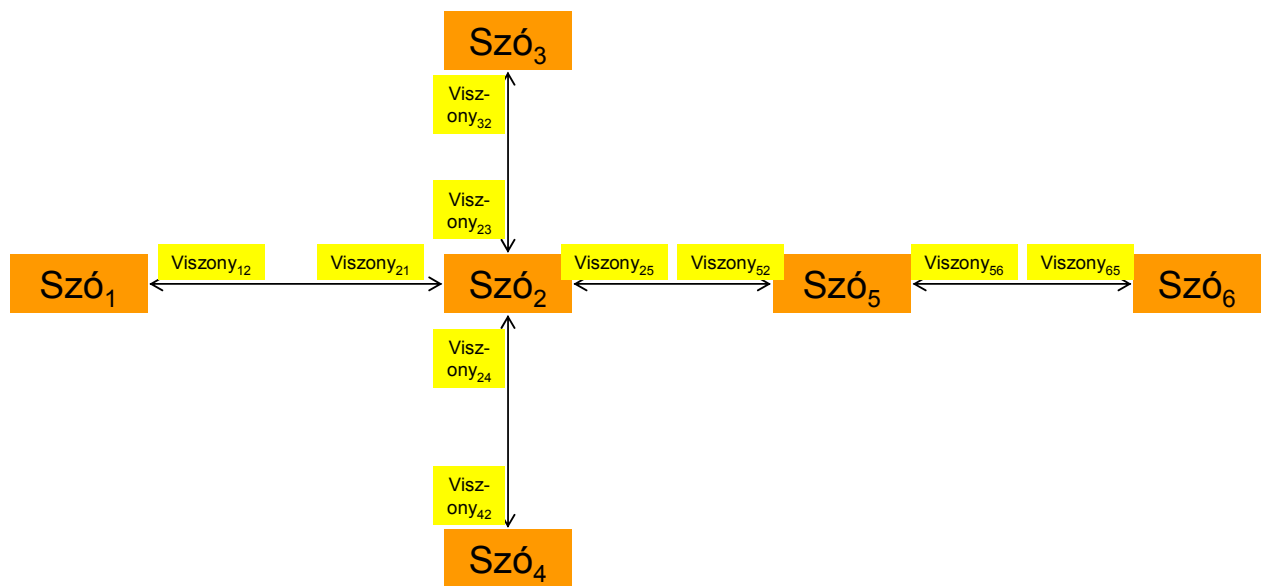 Szó₃
Visz-
ony₃₂
Visz-
ony₂₃
Viszony₁₂
Viszony₂₁
Viszony₂₅
Viszony₅₂
Viszony₅₆
Viszony₆₅
Szó₁
Szó₂
Szó₅
Szó₆
Visz-
ony₂₄
Visz-
ony₄₂
Szó₄